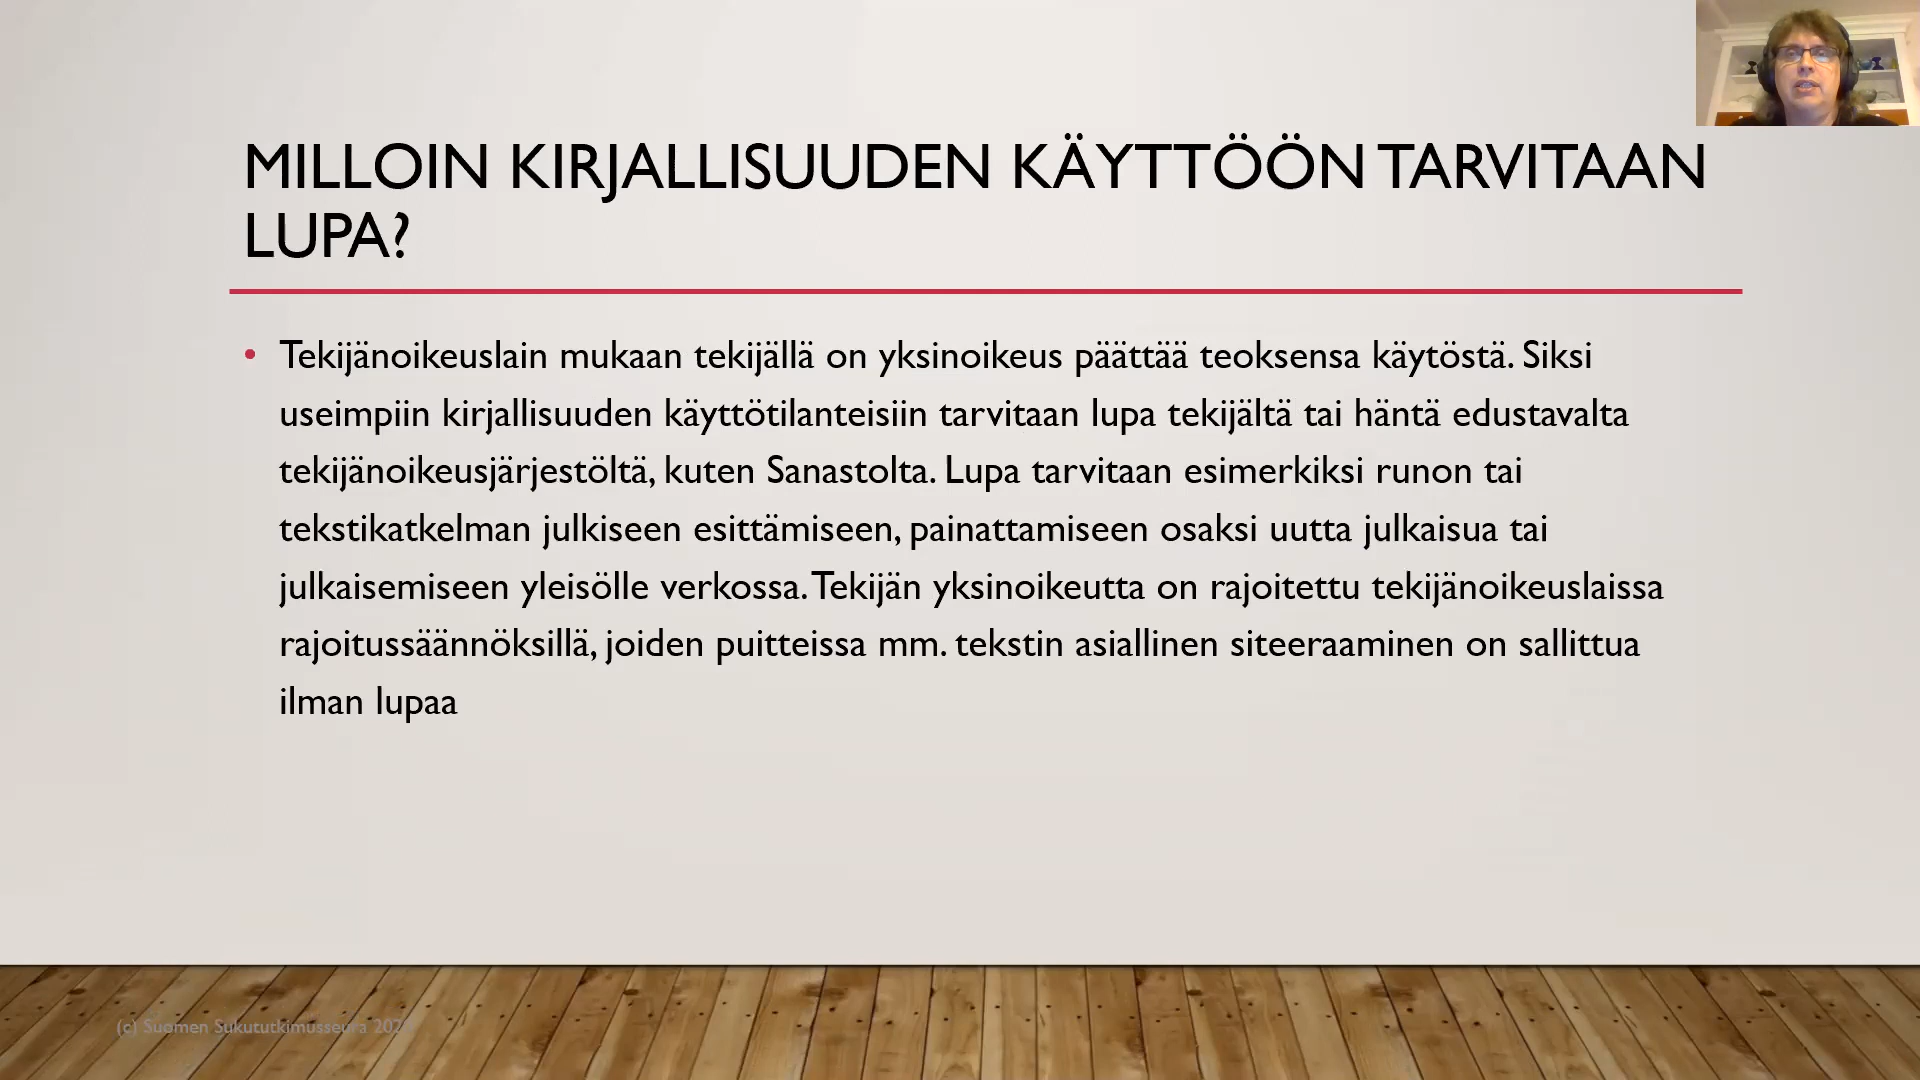 MILLOIN KIRJALLISUUDEN KÄYTTÖÖN TARVITAAN
LUPA?
• Tekijänoikeuslain mukaan tekijällä on yksinoikeus päättää teoksensa käytöstä. Siksi
useimpiin kirjallisuuden käyttötilanteisiin tarvitaan lupa tekijältä tai häntä edustavalta
tekijänoikeusjärjestöltä, kuten Sanastolta. Lupa tarvitaan esimerkiksi runon tai
tekstikatkelman julkiseen esittämiseen, painattamiseen osaksi uutta julkaisua tai
julkaisemiseen yleisölle verkossa. Tekijän yksinoikeutta on rajoitettu tekijänoikeuslaissa
rajoitussäännöksillä, joiden puitteissa mm. tekstin asiallinen siteeraaminen on sallittua
ilman lupaa
(c) Suomen Sukututkimusseura